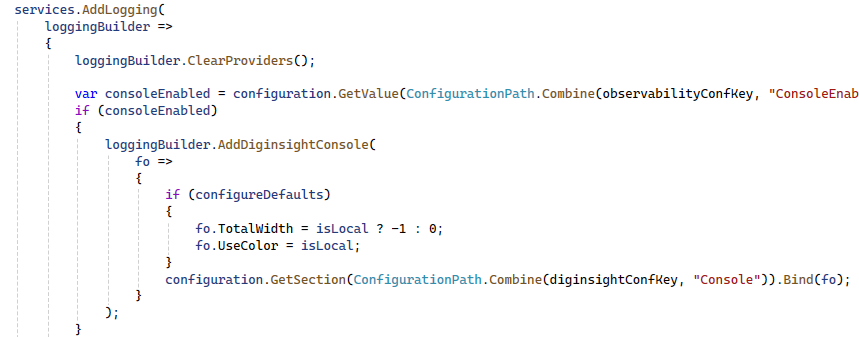 services.AddLogging(
    loggingBuilder =>
    {
        loggingBuilder.ClearProviders();

        var consoleEnabled = configuration.GetValue(ConfigurationPath.Combine(observabilityConfKey, "ConsoleEnab
        if (consoleEnabled)
        {
            loggingBuilder.AddDiginsightConsole(
                fo =>
                {
                    if (configureDefaults)
                    {
                        fo.TotalWidth = isLocal ? -1 : 0;
                        fo.UseColor = isLocal;
                    }
                    configuration.GetSection(ConfigurationPath.Combine(diginsightConfKey, "Console")).Bind(fo);
                }
            );
        }